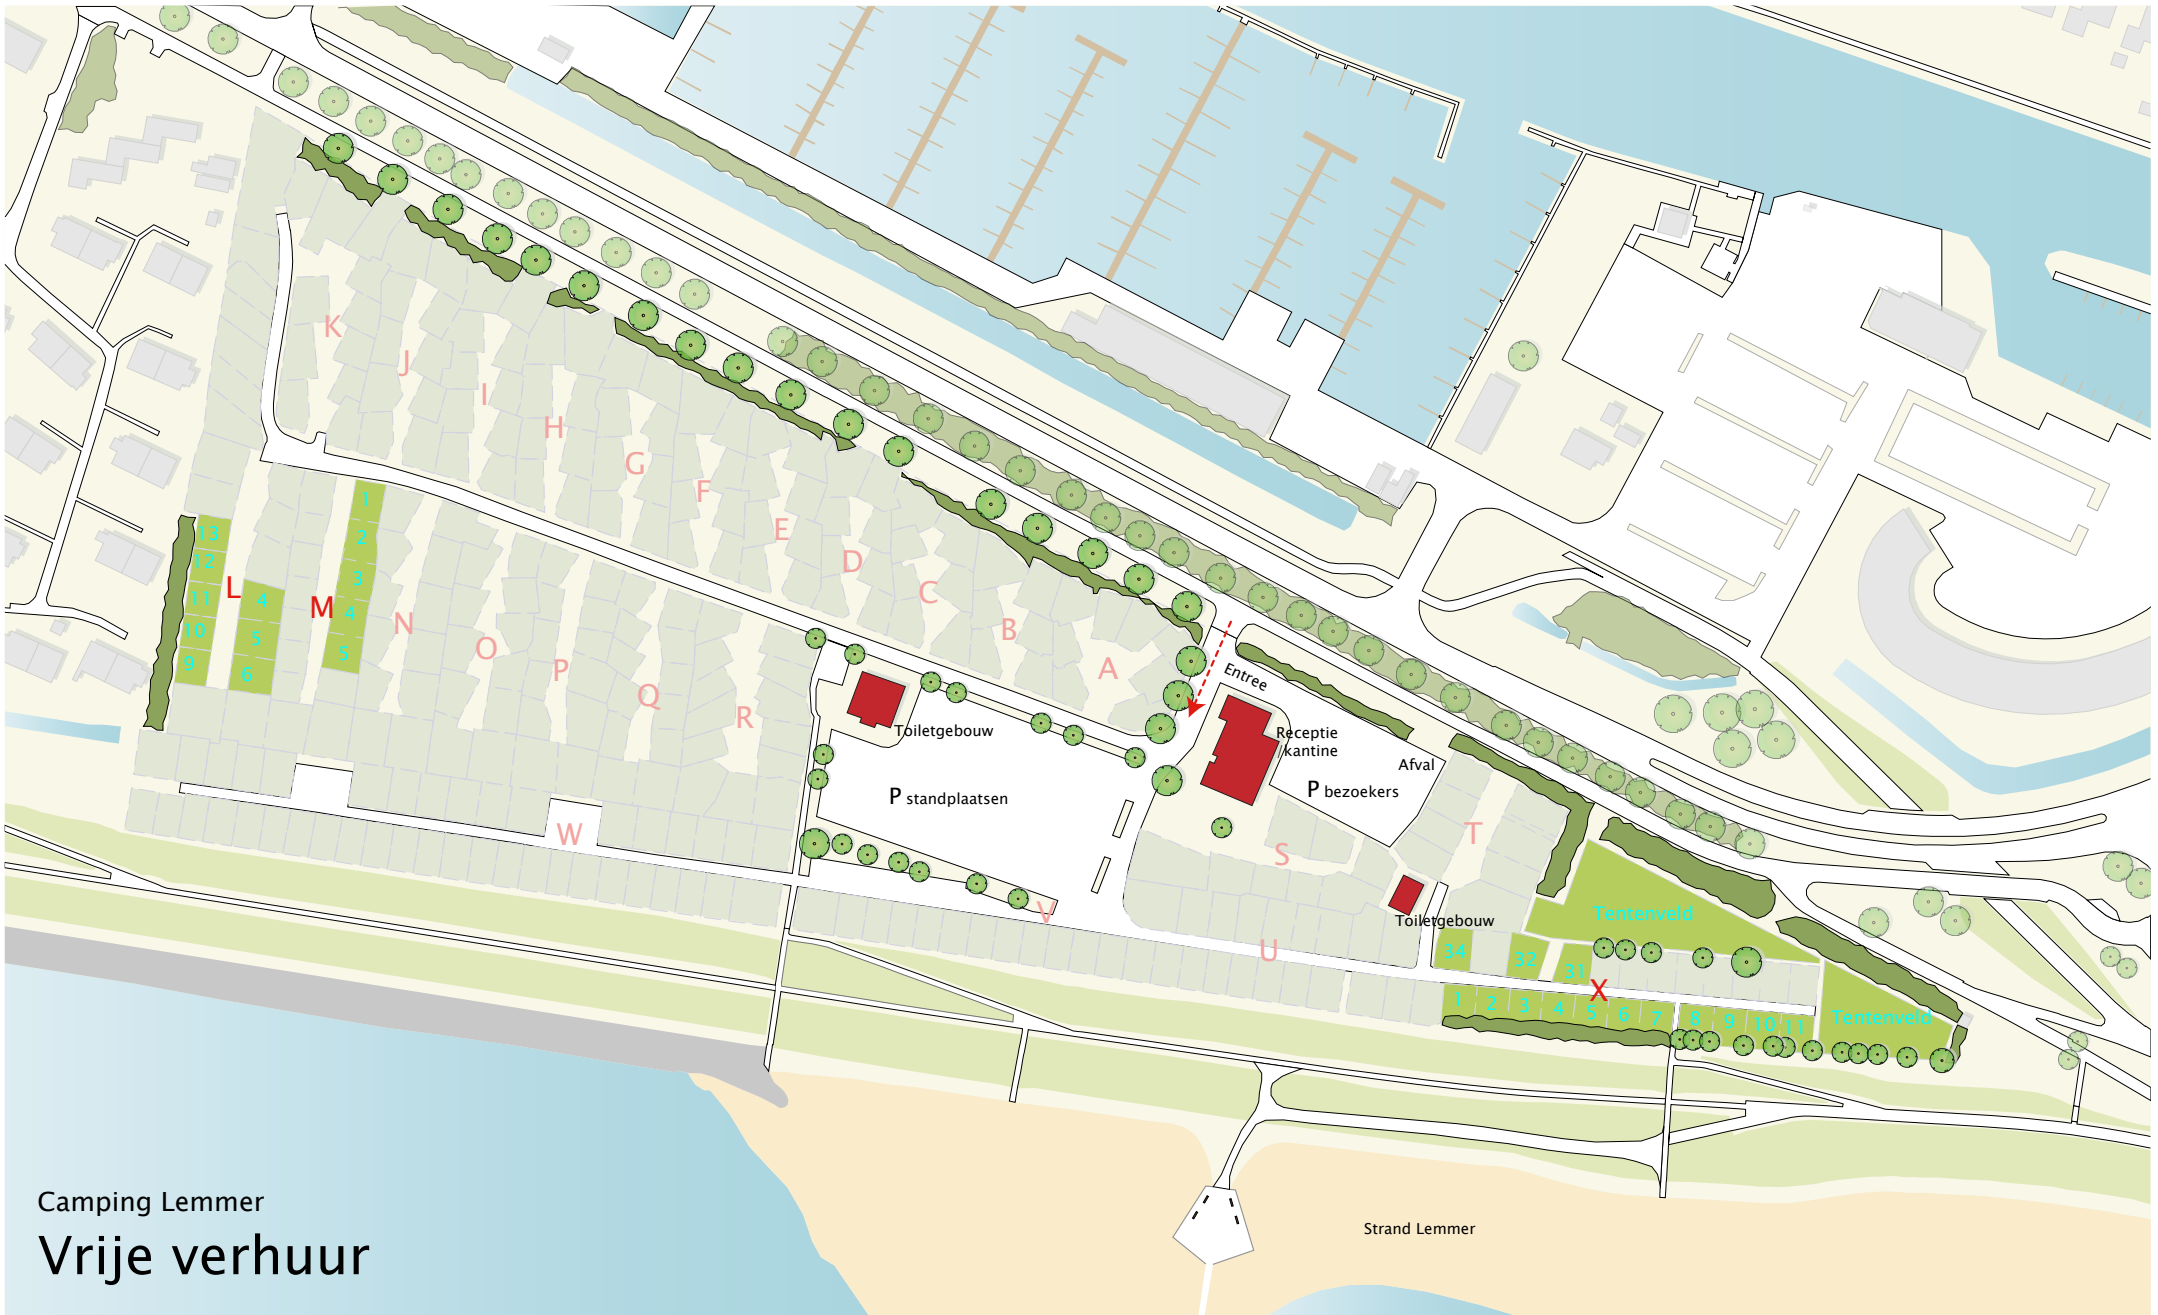 K
J
I
H
G
F
E
D
C
B
A
1
2
3
4
5
13
12
11
10
9
L
4
5
6
M
N
O
P
Q
R
Entree
Toiletgebouw
Receptie
/kantine
Afval
P standplaatsen
P bezoekers
W
S
T
V
U
Toiletgebouw
Tentenveld
34
32
31
X
1
2
3
4
5
6
7
8
9
10
11
Tentenveld
Camping Lemmer
Vrije verhuur
Strand Lemmer